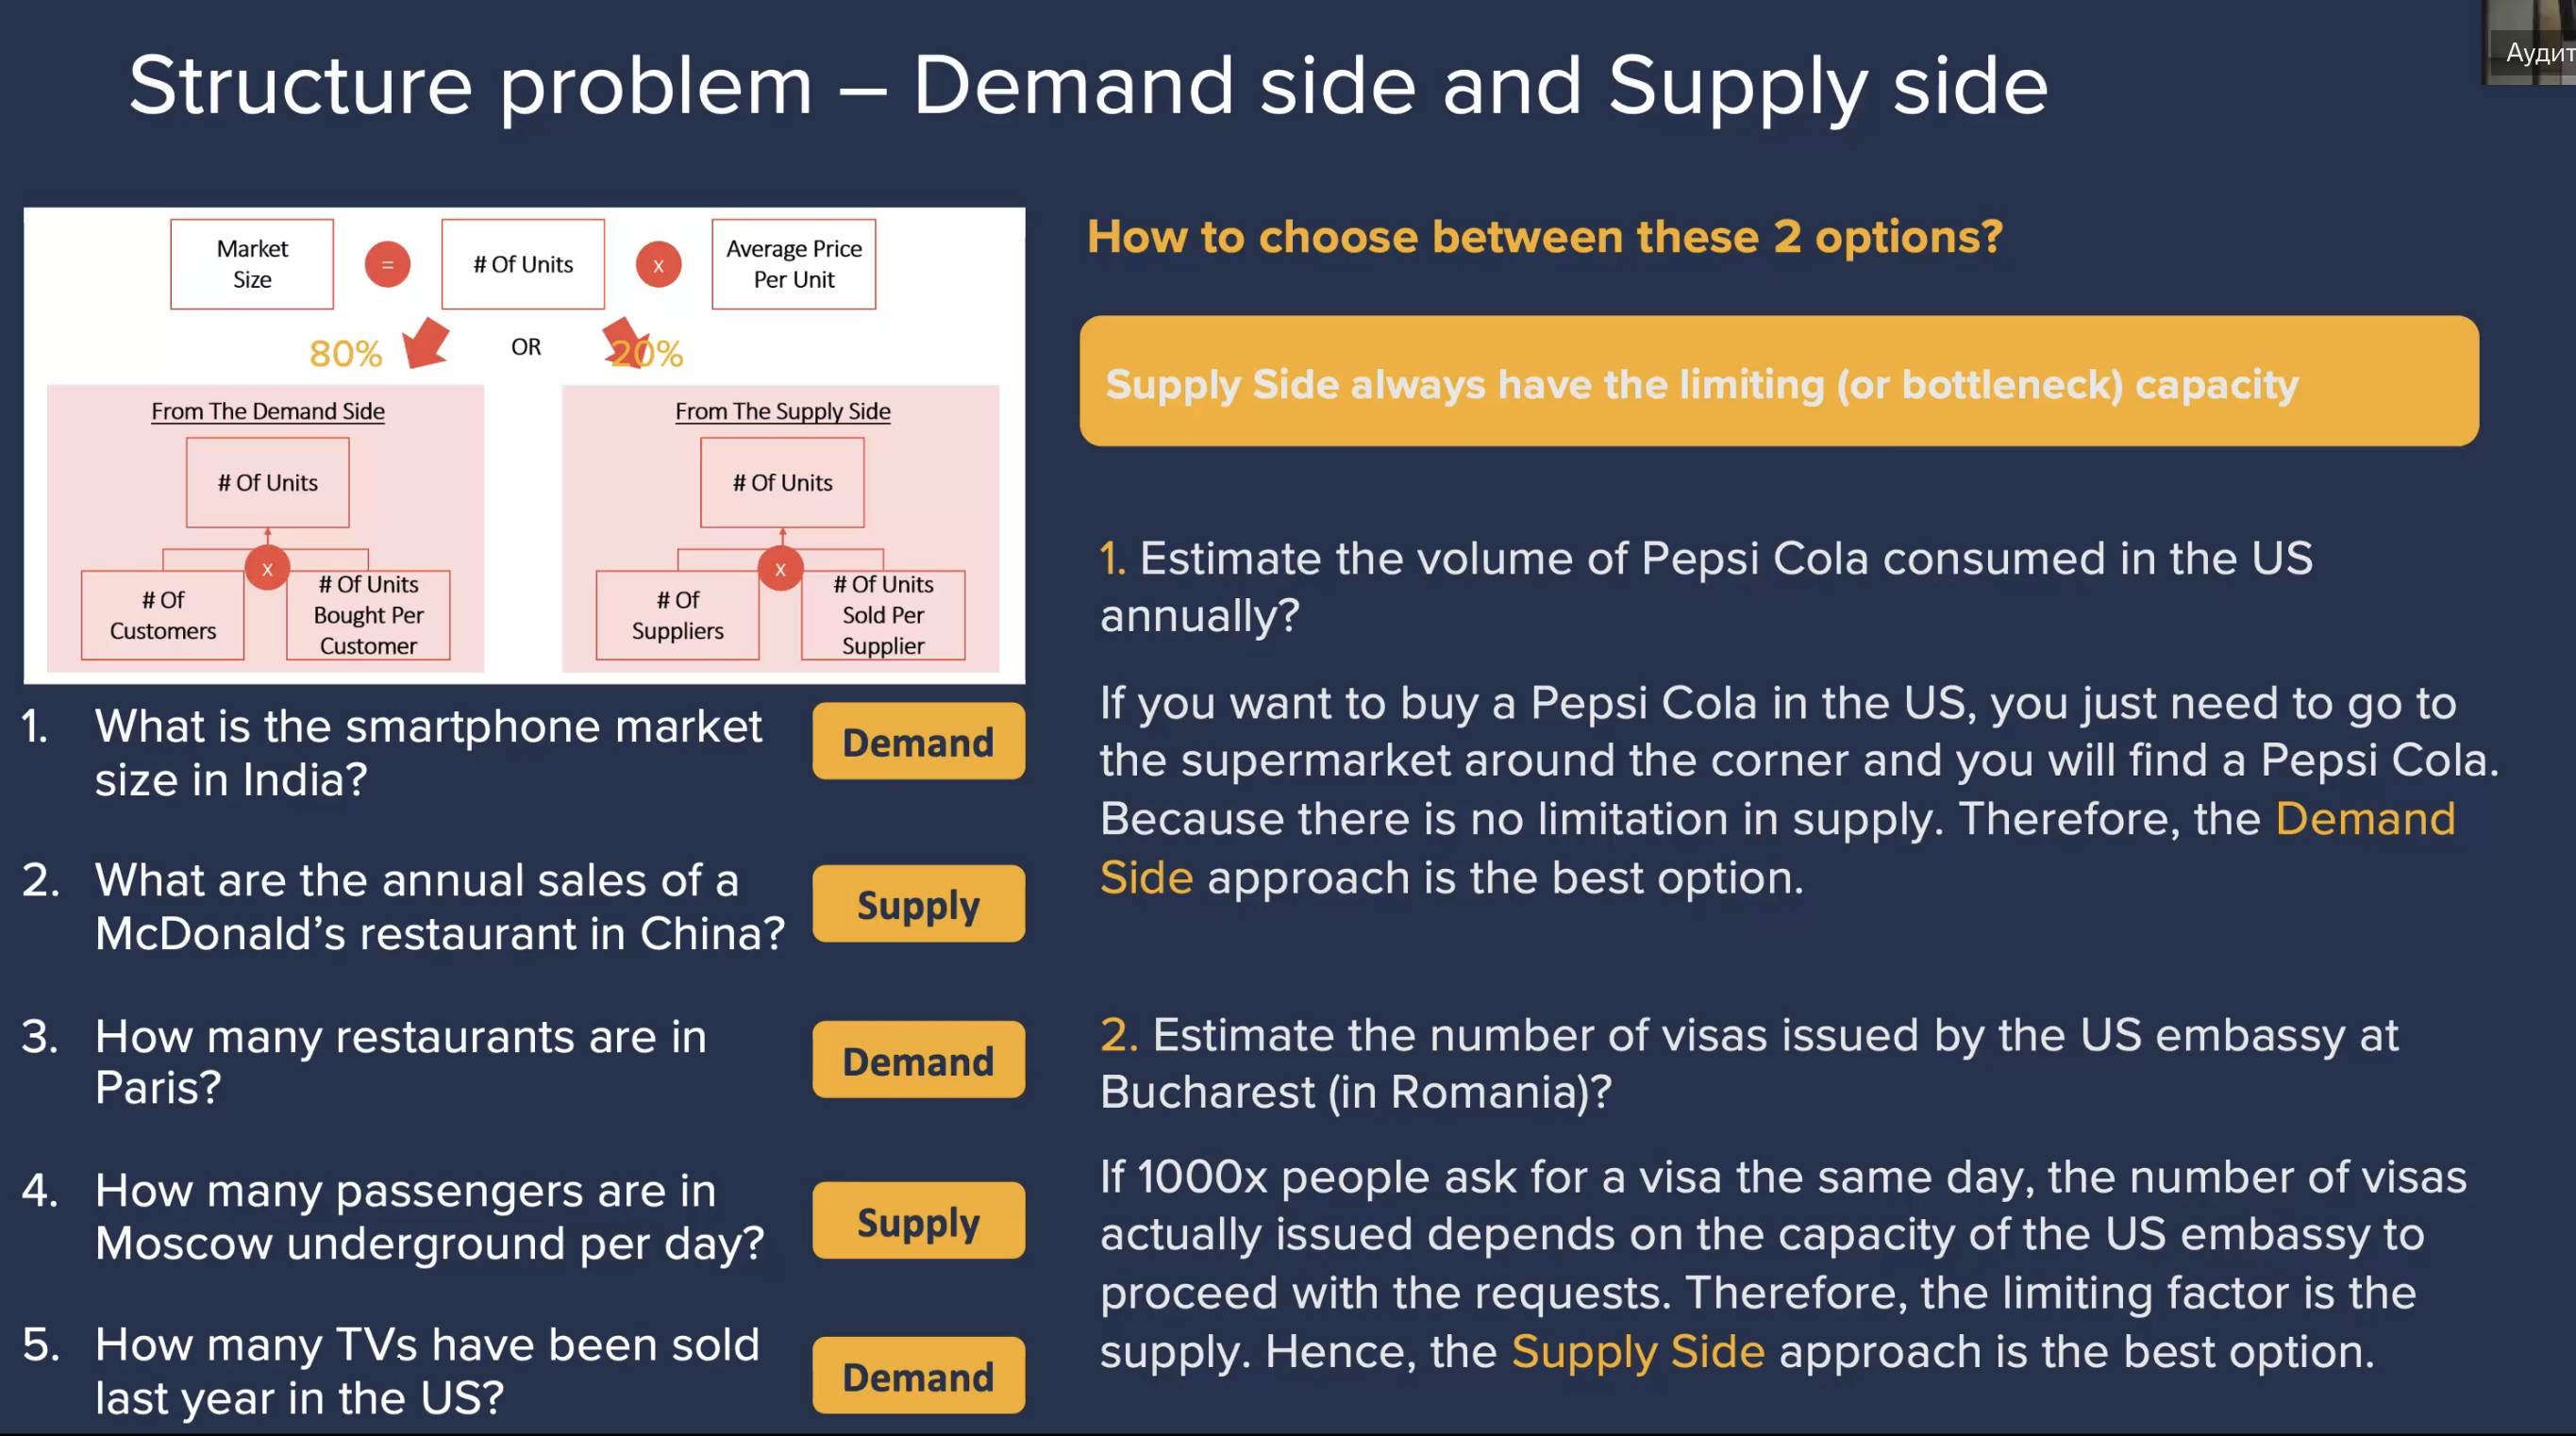 Structure problem – Demand side and Supply side
Аудит
Market
Size
=
# Of Units
x
Average Price
Per Unit
80%
OR
20%
From The Demand Side
# Of Units
x
# Of
Customers
# Of Units
Bought Per
Customer
From The Supply Side
# Of Units
x
# Of
Suppliers
# Of Units
Sold Per
Supplier
1. What is the smartphone market
size in India?
Demand
2. What are the annual sales of a
McDonald’s restaurant in China?
Supply
3. How many restaurants are in
Paris?
Demand
4. How many passengers are in
Moscow underground per day?
Supply
5. How many TVs have been sold
last year in the US?
Demand
How to choose between these 2 options?
Supply Side always have the limiting (or bottleneck) capacity
1. Estimate the volume of Pepsi Cola consumed in the US
annually?
If you want to buy a Pepsi Cola in the US, you just need to go to
the supermarket around the corner and you will find a Pepsi Cola.
Because there is no limitation in supply. Therefore, the Demand
Side approach is the best option.
2. Estimate the number of visas issued by the US embassy at
Bucharest (in Romania)?
If 1000x people ask for a visa the same day, the number of visas
actually issued depends on the capacity of the US embassy to
proceed with the requests. Therefore, the limiting factor is the
supply. Hence, the Supply Side approach is the best option.